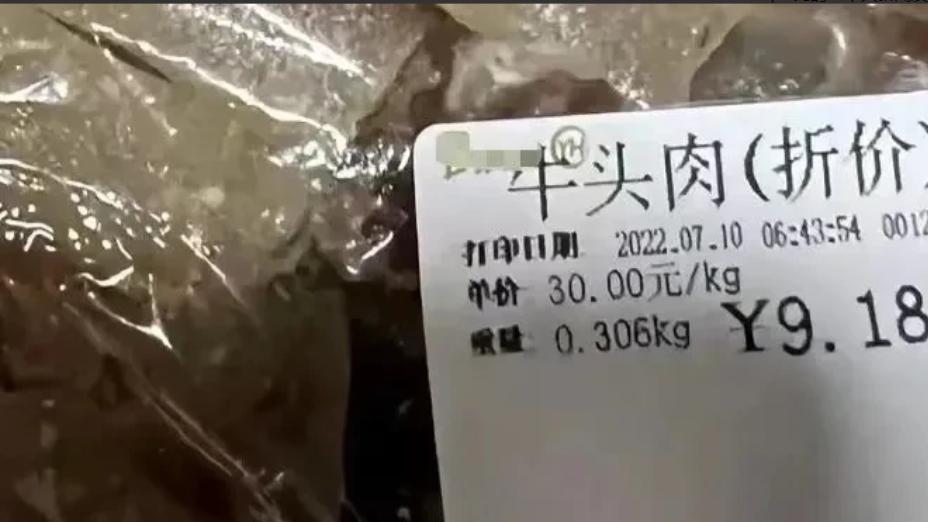 牛头肉(折价)
打印日期 2022.07.10 06:43:54 0012
单价 30.00元/kg
重量 0.306kg ¥9.18